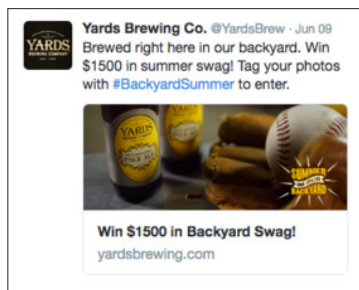 Yards Brewing Co. @YardsBrew · Jun 09
Brewed right here in our backyard. Win
$1500 in summer swag! Tag your photos
with #BackyardSummer to enter.
YARDS
BREWING COMPANY
YARDS
PALE ALE
SUMMER
IN OUR
BACKYARD
Win $1500 in Backyard Swag!
yardsbrewing.com